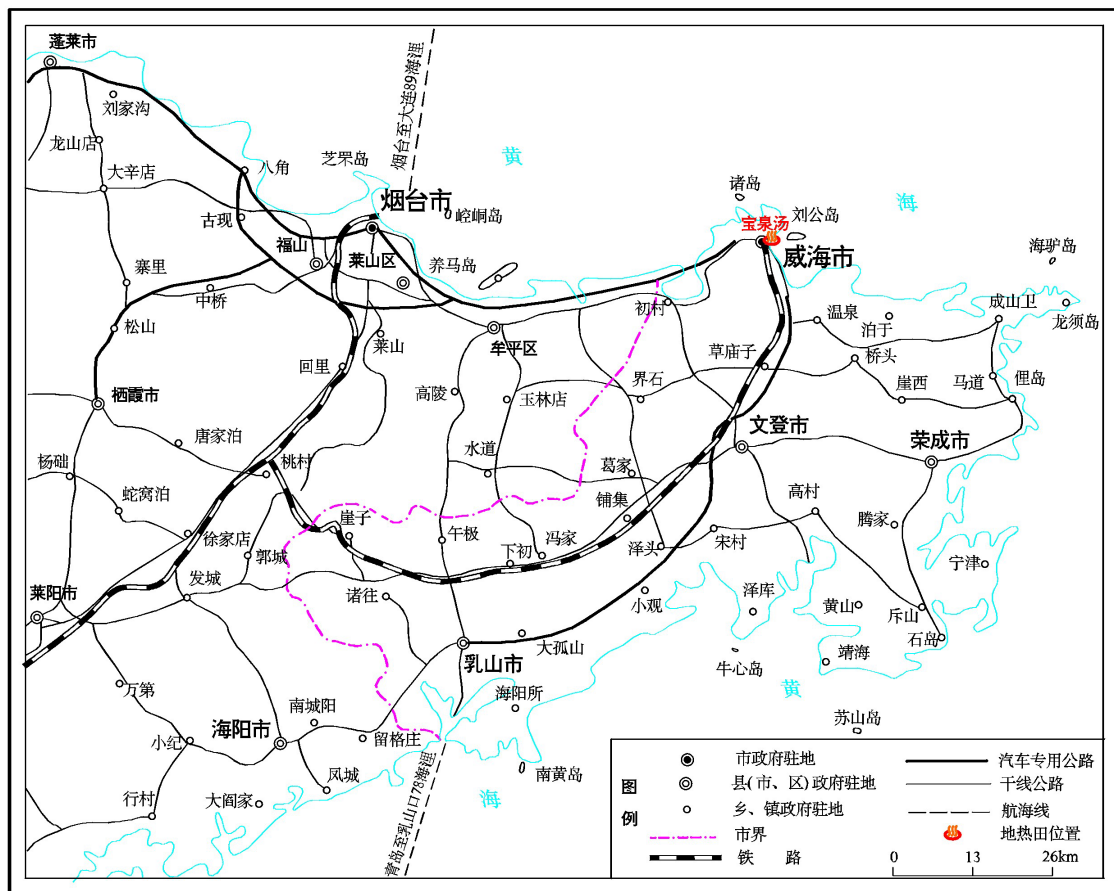 蓬莱市
刘家沟
龙山店
大辛店
八角
古现
芝罘岛
烟台至大连89海浬
黄
海
烟台市
崆峒岛
福山
莱山区
养马岛
诸岛
宝泉汤
刘公岛
威海市
海驴岛
寨里
中桥
松山
莱山
牟平区
初村
温泉
泊于
成山卫
龙须岛
回里
高陵
玉林店
界石
草庙子
桥头
崖西
马道
俚岛
栖霞市
唐家泊
文登市
荣成市
杨础
桃村
水道
葛家
蛇窝泊
铺集
高村
腾家
徐家店
郭城
崖子
午极
下初
冯家
泽头
宋村
宁津
莱阳市
发城
诸往
小观
泽库
黄山
斥山
石岛
乳山市
大孤山
牛心岛
靖海
万第
海阳所
黄
苏山岛
南城阳
海阳市
小纪
留格庄
凤城
南黄岛
海
行村
大阎家
青岛至乳山口78海浬
图例
市政府驻地
县(市、区)政府驻地
乡、镇政府驻地
市界
铁 路
汽车专用公路
干线公路
航海线
地热田位置
0 13 26km